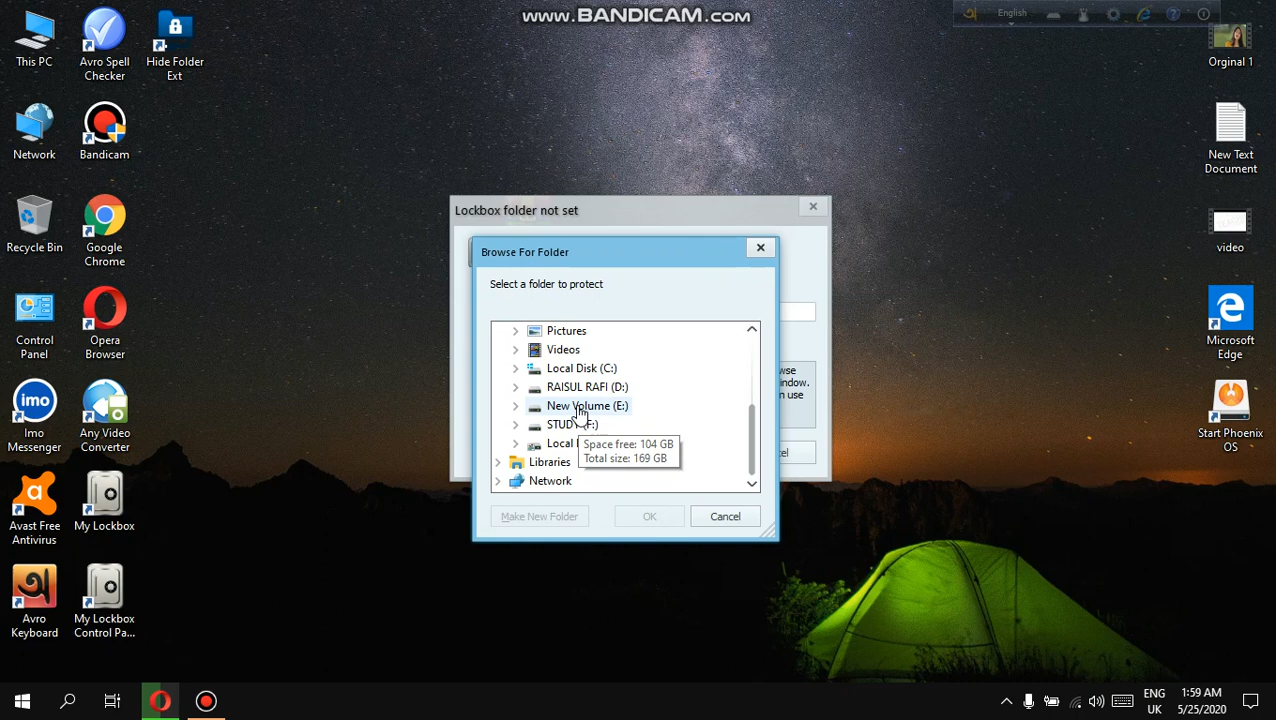 www.BANDICAM.com
English
This PC
Avro Spell
Checker
Hide Folder
Ext
Orginal 1
Network
Bandicam
New Text
Document
Recycle Bin
Google
Chrome
video
Control
Panel
Opera
Browser
Microsoft
Edge
Imo
Messenger
Any Video
Converter
Start Phoenix
OS
Avast Free
Antivirus
My Lockbox
Avro
Keyboard
My Lockbox
Control Pa...
Lockbox folder not set
Browse For Folder
Select a folder to protect
Pictures
Videos
Local Disk (C:)
RAISUL RAFI (D:)
New Volume (E:)
STUDY (F:)
Local
Space free: 104 GB
Total size: 169 GB
Libraries
Network
Make New Folder
OK
Cancel
ENG
UK
1:59 AM
5/25/2020